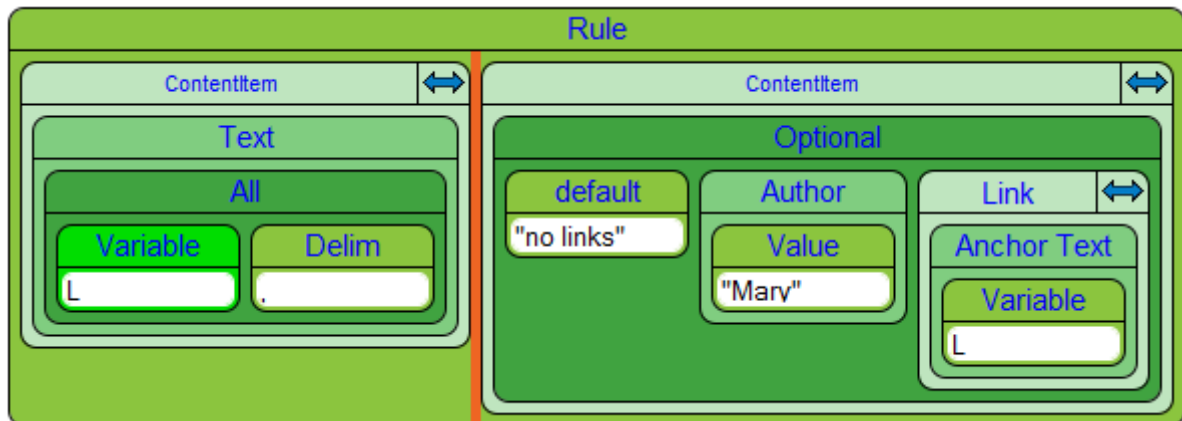 Rule
ContentItem
ContentItem
Text
Optional
All
default
Author
Link
"no links"
Variable
Delim
Value
Anchor Text
L
,
"Mary"
Variable
L